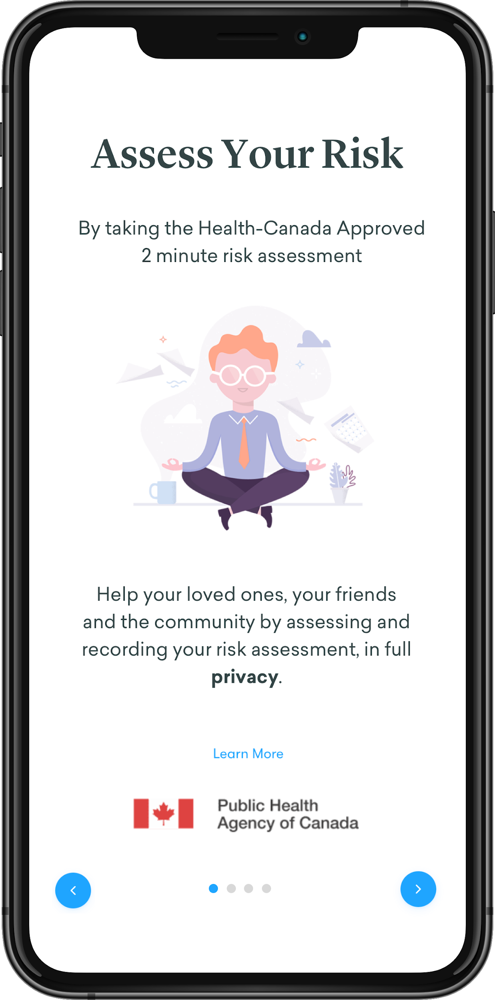 Assess Your Risk
By taking the Health-Canada Approved
2 minute risk assessment
Help your loved ones, your friends
and the community by assessing and
recording your risk assessment, in full
privacy.
Learn More
Public Health
Agency of Canada